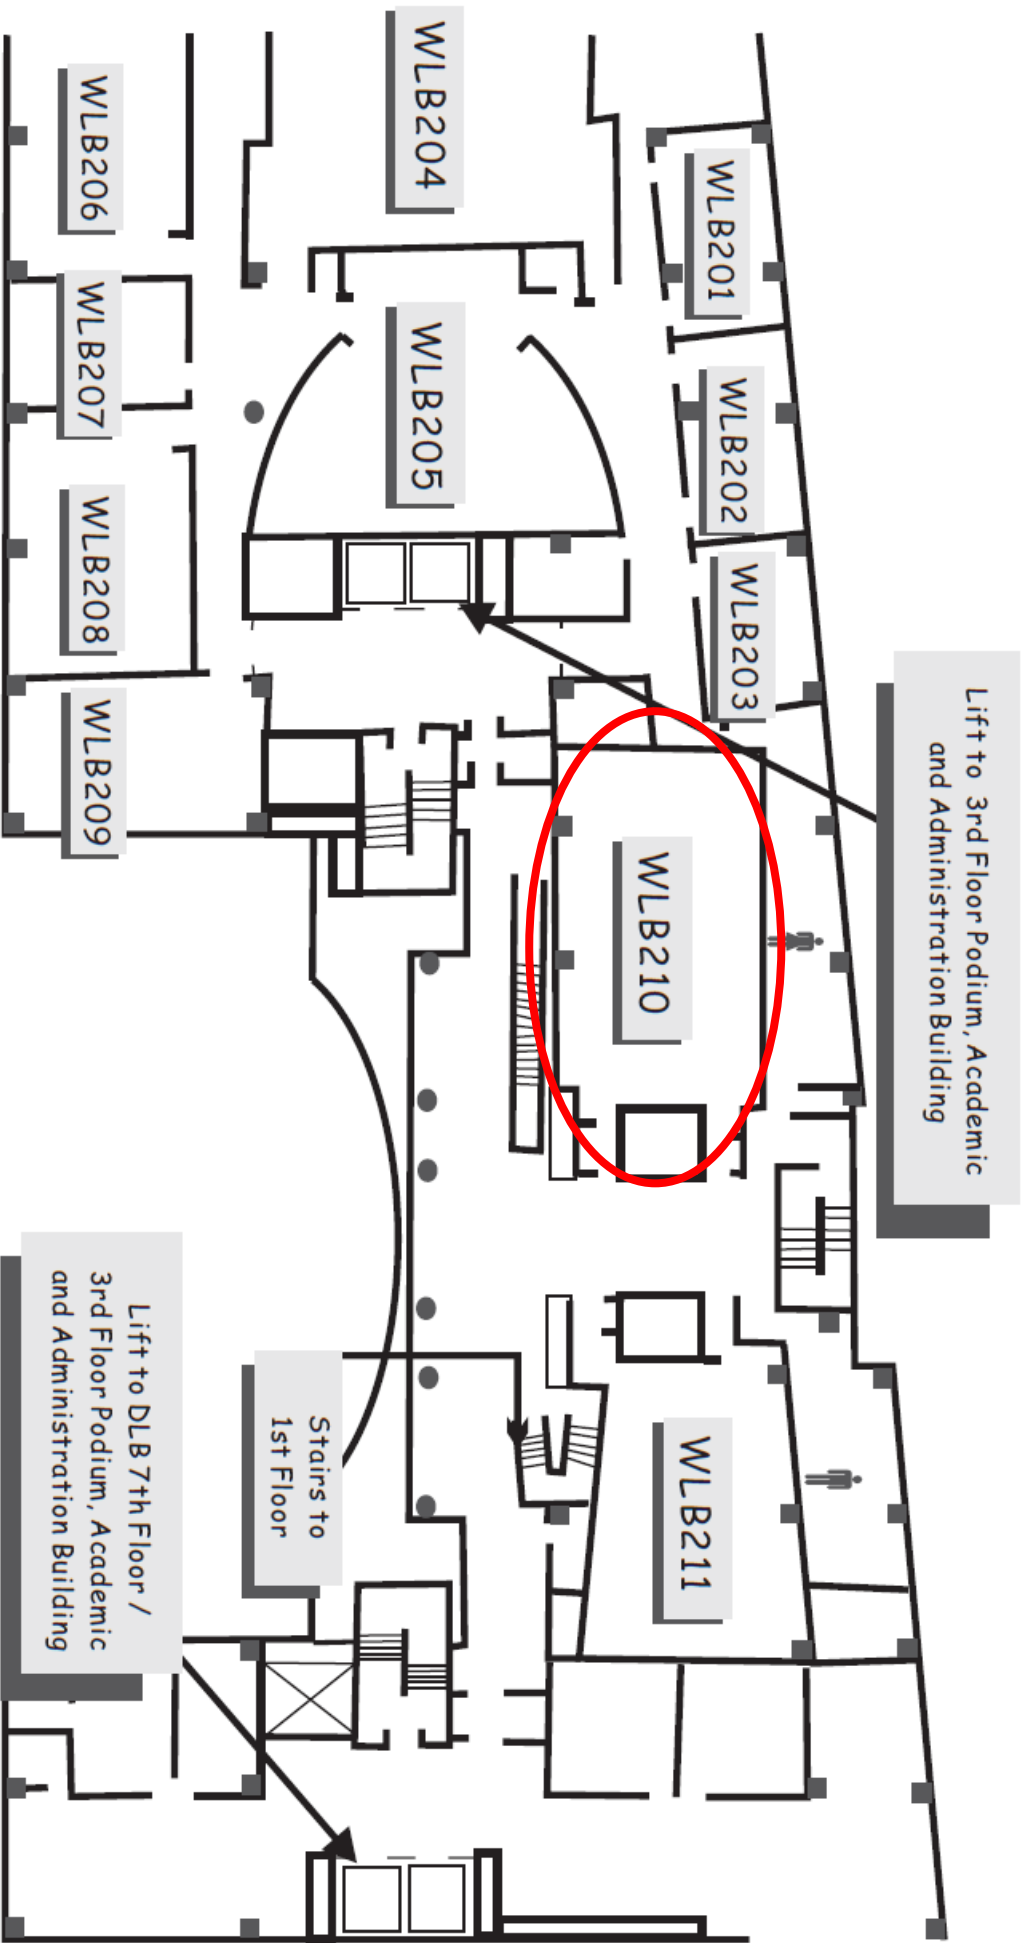 Lift to 3rd Floor Podium, Academic
and Administration Building
WLB201
WLB202
WLB203
WLB204
WLB205
WLB210
WLB211
WLB206
WLB207
WLB208
WLB209
Stairs to
1st Floor
Lift to DLB 7th Floor /
3rd Floor Podium, Academic
and Administration Building